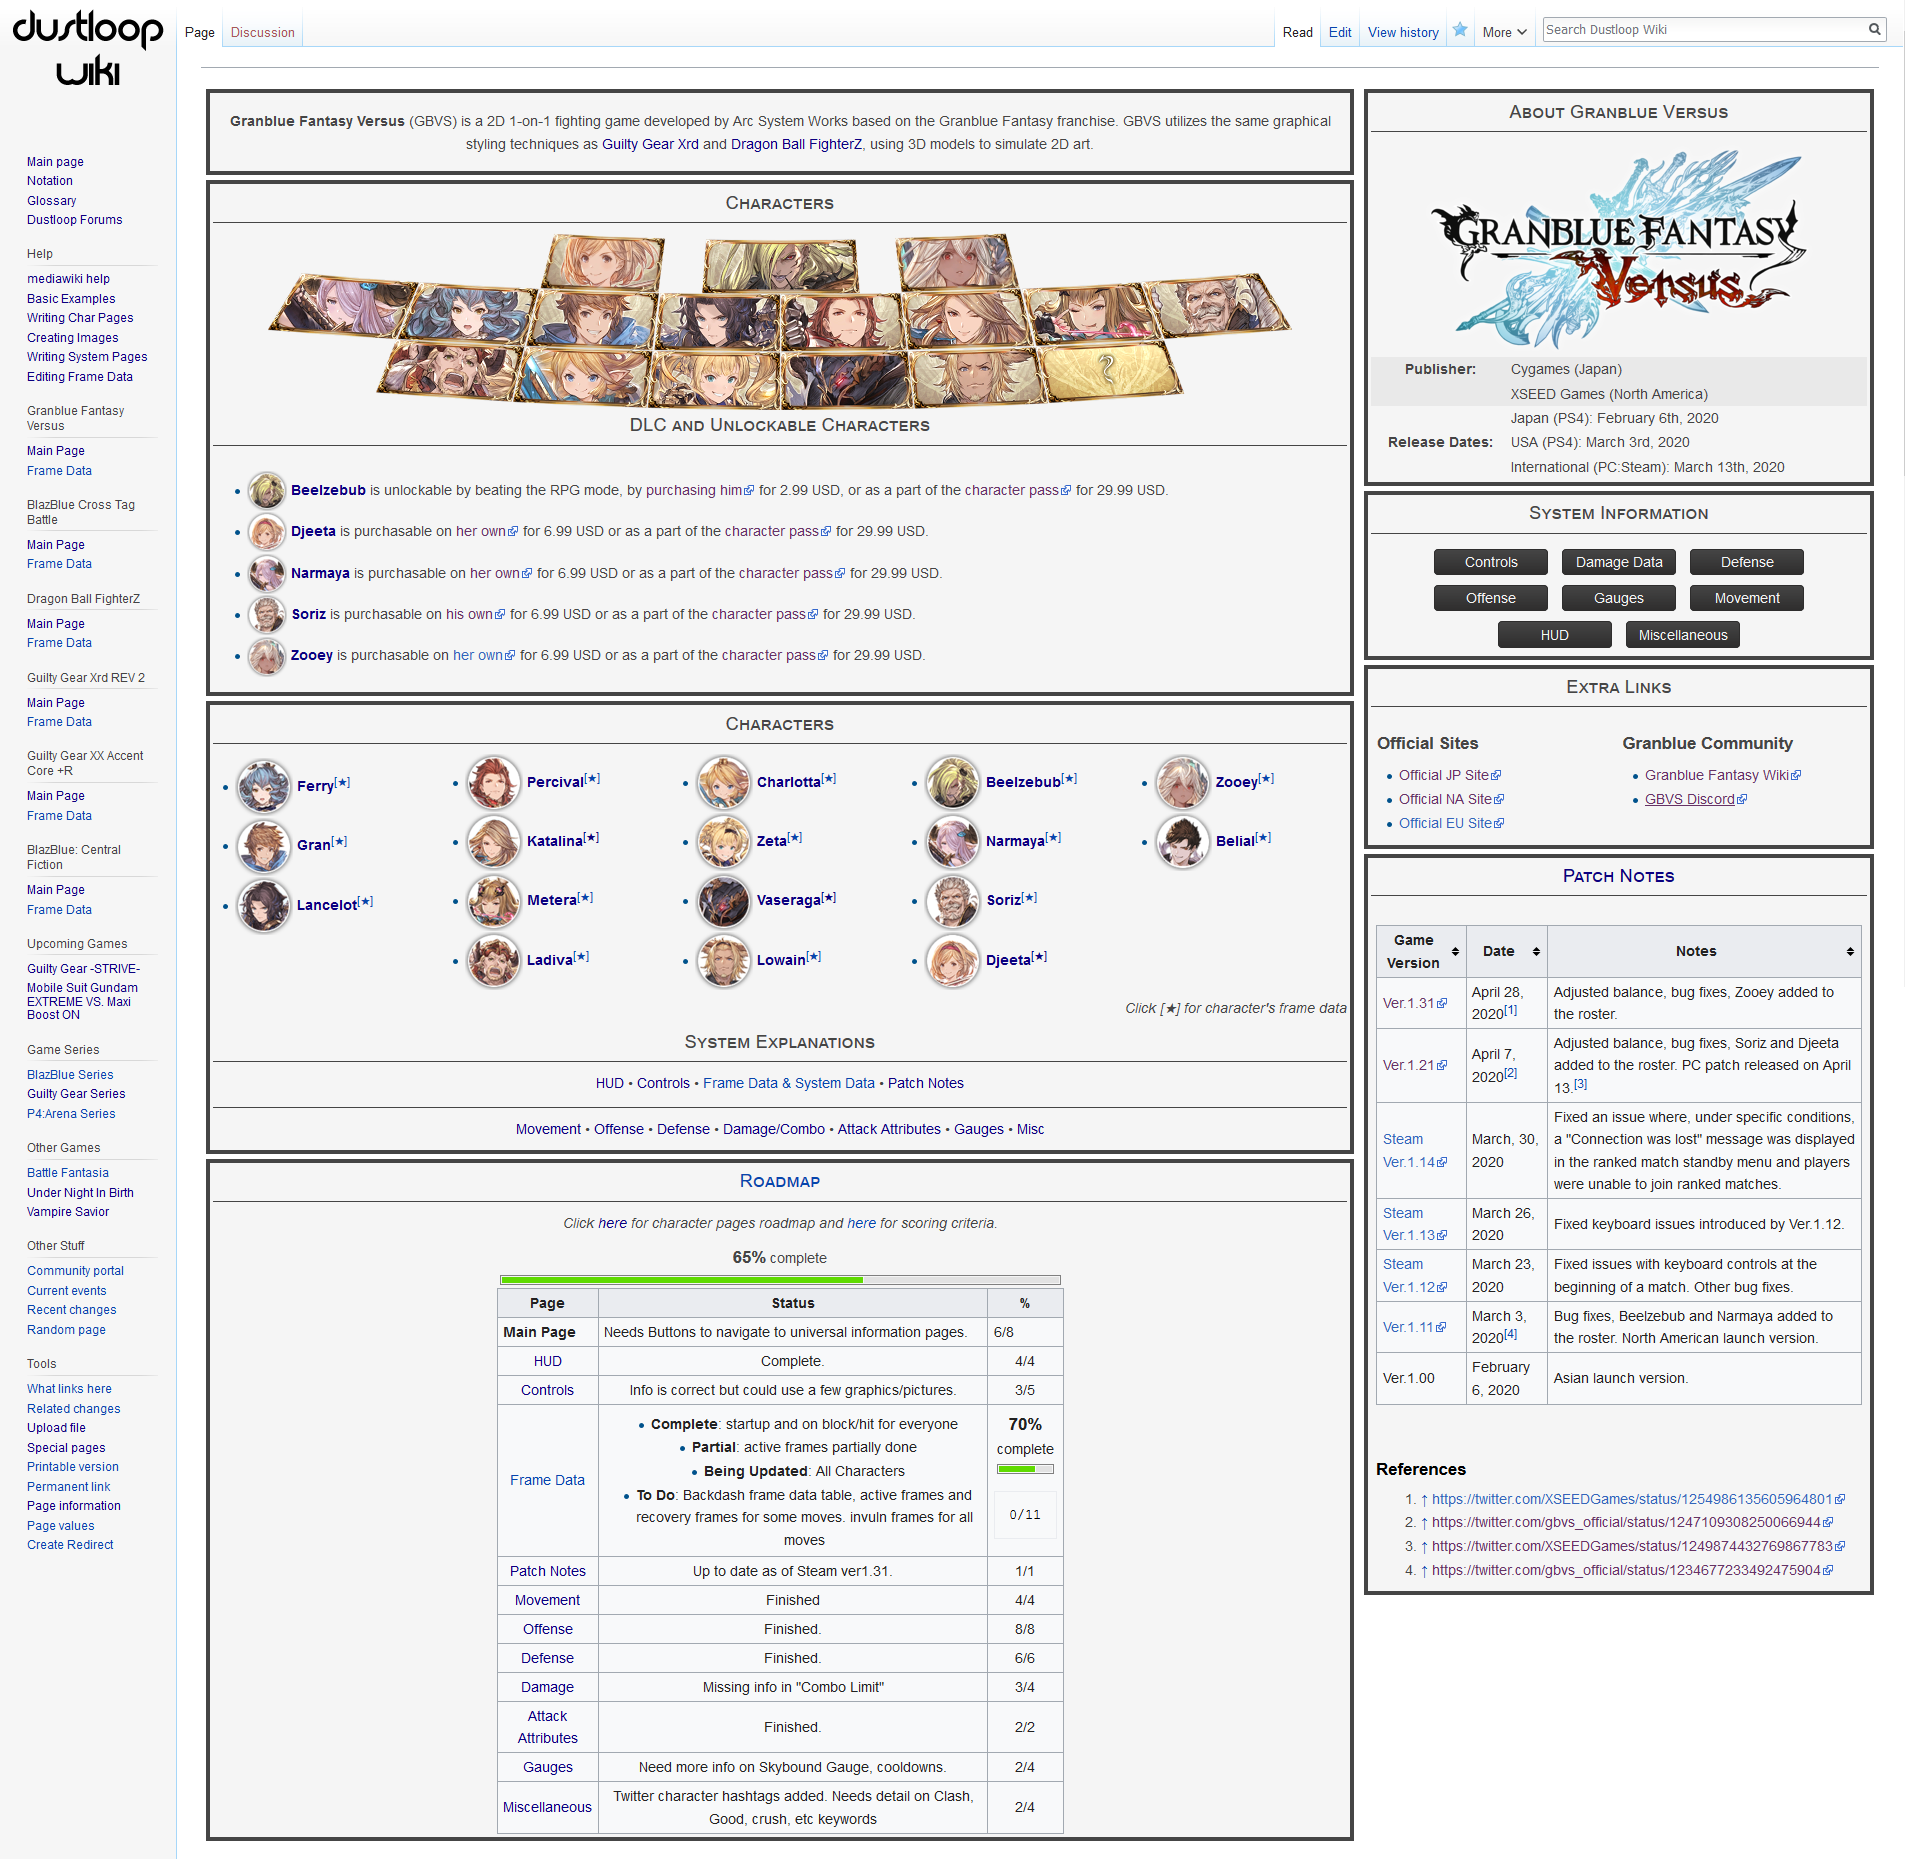 dustloop
wiki
Page
Discussion
Read
Edit
View history
More
Search Dustloop Wiki
Main page
Notation
Glossary
Dustloop Forums
Help
mediawiki help
Basic Examples
Writing Char Pages
Creating Images
Writing System Pages
Editing Frame Data
Granblue Fantasy
Versus
Main Page
Frame Data
BlazBlue Cross Tag
Battle
Main Page
Frame Data
Dragon Ball FighterZ
Main Page
Frame Data
Guilty Gear Xrd REV 2
Main Page
Frame Data
Guilty Gear XX Accent
Core +R
Main Page
Frame Data
BlazBlue: Central
Fiction
Main Page
Frame Data
Upcoming Games
Guilty Gear -STRIVE-
Mobile Suit Gundam
EXTREME VS. Maxi
Boost ON
Game Series
BlazBlue Series
Guilty Gear Series
P4:Arena Series
Other Games
Battle Fantasia
Under Night In Birth
Vampire Savior
Other Stuff
Community portal
Current events
Recent changes
Random page
Tools
What links here
Related changes
Upload file
Special pages
Printable version
Permanent link
Page information
Page values
Create Redirect
Granblue Fantasy Versus (GBVS) is a 2D 1-on-1 fighting game developed by Arc System Works based on the Granblue Fantasy franchise. GBVS utilizes the same graphical
styling techniques as Guilty Gear Xrd and Dragon Ball FighterZ, using 3D models to simulate 2D art.
Characters
?
DLC and Unlockable Characters
• Beelzebub is unlockable by beating the RPG mode, by purchasing him for 2.99 USD, or as a part of the character pass for 29.99 USD.
• Djeeta is purchasable on her own for 6.99 USD or as a part of the character pass for 29.99 USD.
• Narmaya is purchasable on her own for 6.99 USD or as a part of the character pass for 29.99 USD.
• Soriz is purchasable on his own for 6.99 USD or as a part of the character pass for 29.99 USD.
• Zooey is purchasable on her own for 6.99 USD or as a part of the character pass for 29.99 USD.
Characters
• Ferry[★]
• Gran[★]
• Lancelot[★]
• Percival[★]
• Katalina[★]
• Metera[★]
• Ladiva[★]
• Charlotta[★]
• Zeta[★]
• Vaseraga[★]
• Lowain[★]
• Beelzebub[★]
• Narmaya[★]
• Soriz[★]
• Djeeta[★]
• Zooey[★]
• Belial[★]
Click [★] for character's frame data
System Explanations
HUD • Controls • Frame Data & System Data • Patch Notes
Movement • Offense • Defense • Damage/Combo • Attack Attributes • Gauges • Misc
Roadmap
Click here for character pages roadmap and here for scoring criteria.
65% complete
Page Status %
Main Page Needs Buttons to navigate to universal information pages. 6/8
HUD Complete. 4/4
Controls Info is correct but could use a few graphics/pictures. 3/5
Frame Data
• Complete: startup and on block/hit for everyone
• Partial: active frames partially done
• Being Updated: All Characters
• To Do: Backdash frame data table, active frames and
recovery frames for some moves. invuln frames for all
moves
70%
complete
0/11
Patch Notes Up to date as of Steam ver1.31. 1/1
Movement Finished 4/4
Offense Finished. 8/8
Defense Finished. 6/6
Damage Missing info in "Combo Limit" 3/4
Attack
Attributes Finished. 2/2
Gauges Need more info on Skybound Gauge, cooldowns. 2/4
Miscellaneous Twitter character hashtags added. Needs detail on Clash,
Good, crush, etc keywords 2/4
About Granblue Versus
GRANBLUE FANTASY
Versus
Publisher: Cygames (Japan)
XSEED Games (North America)
Release Dates: Japan (PS4): February 6th, 2020
USA (PS4): March 3rd, 2020
International (PC:Steam): March 13th, 2020
System Information
Controls Damage Data Defense
Offense Gauges Movement
HUD Miscellaneous
Extra Links
Official Sites
• Official JP Site
• Official NA Site
• Official EU Site
Granblue Community
• Granblue Fantasy Wiki
• GBVS Discord
Patch Notes
Game
Version Date Notes
Ver.1.31 April 28,
2020[1] Adjusted balance, bug fixes, Zooey added to
the roster.
Ver.1.21 April 7,
2020[2] Adjusted balance, bug fixes, Soriz and Djeeta
added to the roster. PC patch released on April
13.[3]
Steam
Ver.1.14 March, 30,
2020 Fixed an issue where, under specific conditions,
a "Connection was lost" message was displayed
in the ranked match standby menu and players
were unable to join ranked matches.
Steam
Ver.1.13 March 26,
2020 Fixed keyboard issues introduced by Ver.1.12.
Steam
Ver.1.12 March 23,
2020 Fixed issues with keyboard controls at the
beginning of a match. Other bug fixes.
Ver.1.11 March 3,
2020[4] Bug fixes, Beelzebub and Narmaya added to
the roster. North American launch version.
Ver.1.00 February
6, 2020 Asian launch version.
References
1. ↑ https://twitter.com/XSEEDGames/status/1254986135605964801
2. ↑ https://twitter.com/gbvs_official/status/1247109308250066944
3. ↑ https://twitter.com/XSEEDGames/status/1249874432769867783
4. ↑ https://twitter.com/gbvs_official/status/1234677233492475904